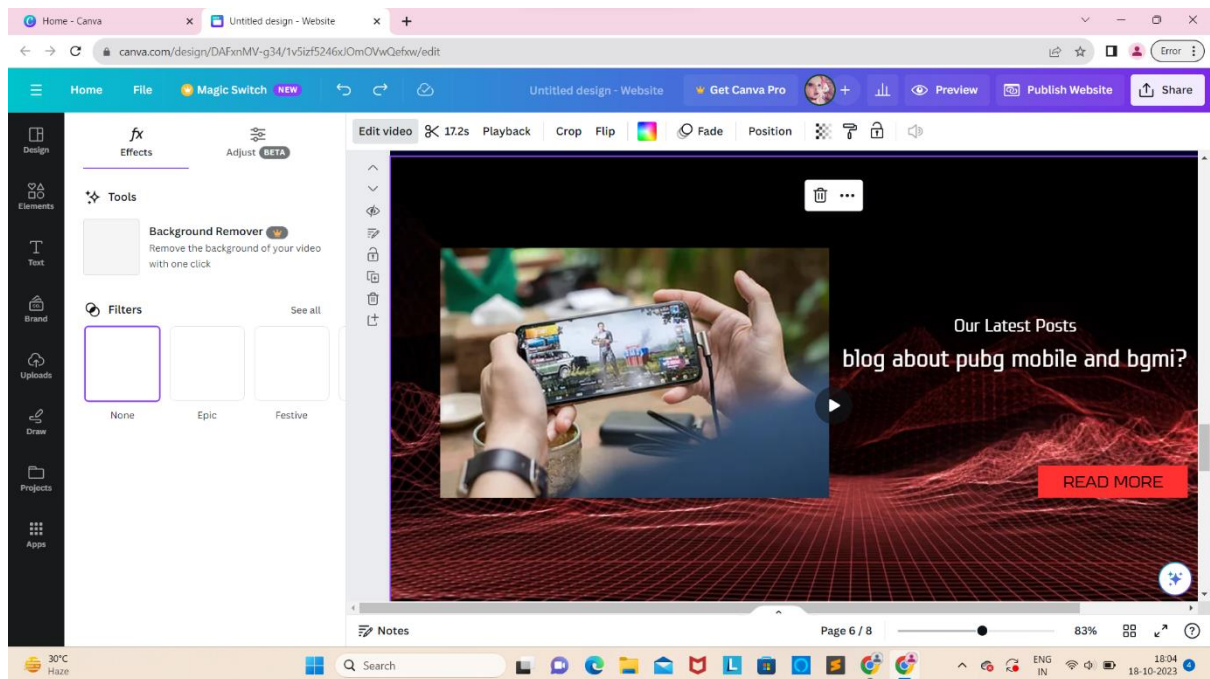 Home - Canva
Untitled design - Website
canva.com/design/DAFxnMV-g34/1v5izf5246xJOmOVwQefxw/edit
Error
Home File Magic Switch NEW Untitled design - Website Get Canva Pro Preview Publish Website Share
Edit video 17.2s Playback Crop Flip Fade Position
Design
Elements
Text
Brand
Uploads
Draw
Projects
Apps
fx
Effects
Adjust BETA
Tools
Background Remover
Remove the background of your video
with one click
Filters See all
None Epic Festive
Our Latest Posts
blog about pubg mobile and bgmi?
READ MORE
Notes Page 6 / 8 83%
30°C
Haze
Search
ENG
IN
18:04
18-10-2023
4